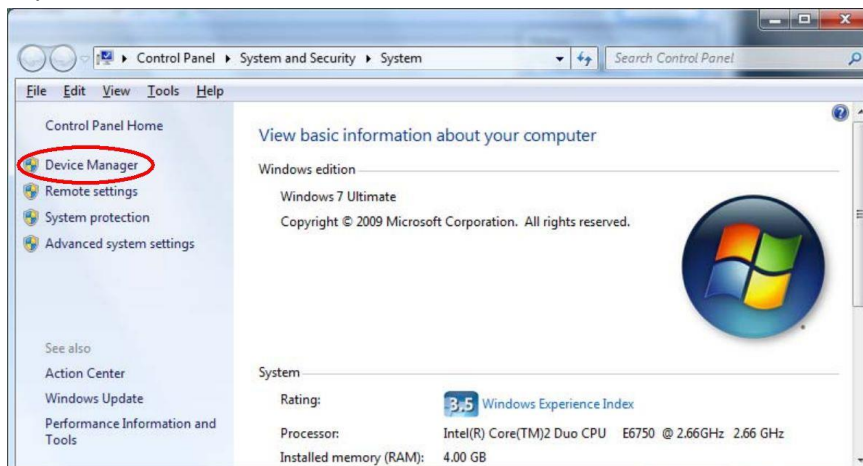 Control Panel ▸ System and Security ▸ System
Search Control Panel
File Edit View Tools Help
Control Panel Home
Device Manager
Remote settings
System protection
Advanced system settings
See also
Action Center
Windows Update
Performance Information and
Tools
View basic information about your computer
Windows edition
Windows 7 Ultimate
Copyright © 2009 Microsoft Corporation. All rights reserved.
System
Rating:
3,5 Windows Experience Index
Processor:
Intel(R) Core(TM)2 Duo CPU E6750 @ 2.66GHz 2.66 GHz
Installed memory (RAM):
4.00 GB